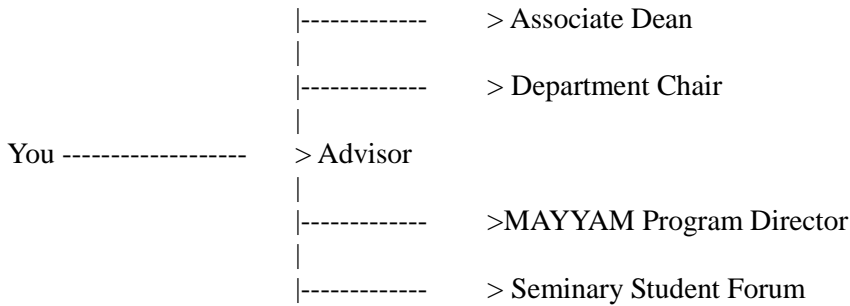 |------------- > Associate Dean
|
|------------- > Department Chair
|
You ------------------- > Advisor
|
|------------- >MAYYAM Program Director
|
|------------- > Seminary Student Forum